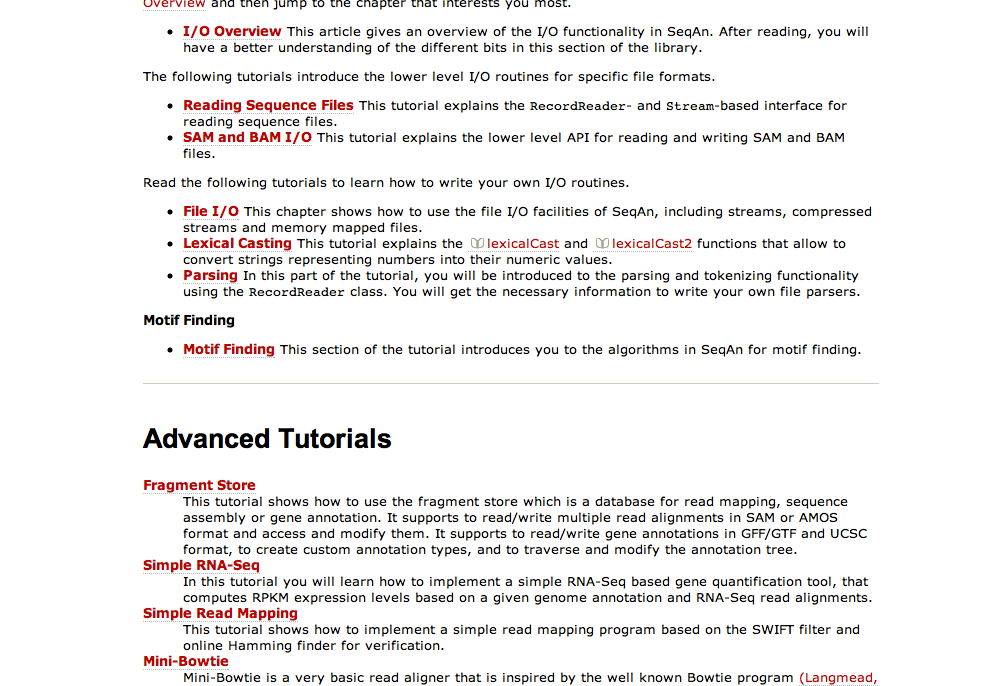 Overview and then jump to the chapter that interests you most.
• I/O Overview This article gives an overview of the I/O functionality in SeqAn. After reading, you will
have a better understanding of the different bits in this section of the library.
The following tutorials introduce the lower level I/O routines for specific file formats.
• Reading Sequence Files This tutorial explains the RecordReader- and Stream-based interface for
reading sequence files.
• SAM and BAM I/O This tutorial explains the lower level API for reading and writing SAM and BAM
files.
Read the following tutorials to learn how to write your own I/O routines.
• File I/O This chapter shows how to use the file I/O facilities of SeqAn, including streams, compressed
streams and memory mapped files.
• Lexical Casting This tutorial explains the lexicalCast and lexicalCast2 functions that allow to
convert strings representing numbers into their numeric values.
• Parsing In this part of the tutorial, you will be introduced to the parsing and tokenizing functionality
using the RecordReader class. You will get the necessary information to write your own file parsers.
Motif Finding
• Motif Finding This section of the tutorial introduces you to the algorithms in SeqAn for motif finding.
Advanced Tutorials
Fragment Store
This tutorial shows how to use the fragment store which is a database for read mapping, sequence
assembly or gene annotation. It supports to read/write multiple read alignments in SAM or AMOS
format and access and modify them. It supports to read/write gene annotations in GFF/GTF and UCSC
format, to create custom annotation types, and to traverse and modify the annotation tree.
Simple RNA-Seq
In this tutorial you will learn how to implement a simple RNA-Seq based gene quantification tool, that
computes RPKM expression levels based on a given genome annotation and RNA-Seq read alignments.
Simple Read Mapping
This tutorial shows how to implement a simple read mapping program based on the SWIFT filter and
online Hamming finder for verification.
Mini-Bowtie
Mini-Bowtie is a very basic read aligner that is inspired by the well known Bowtie program (Langmead,